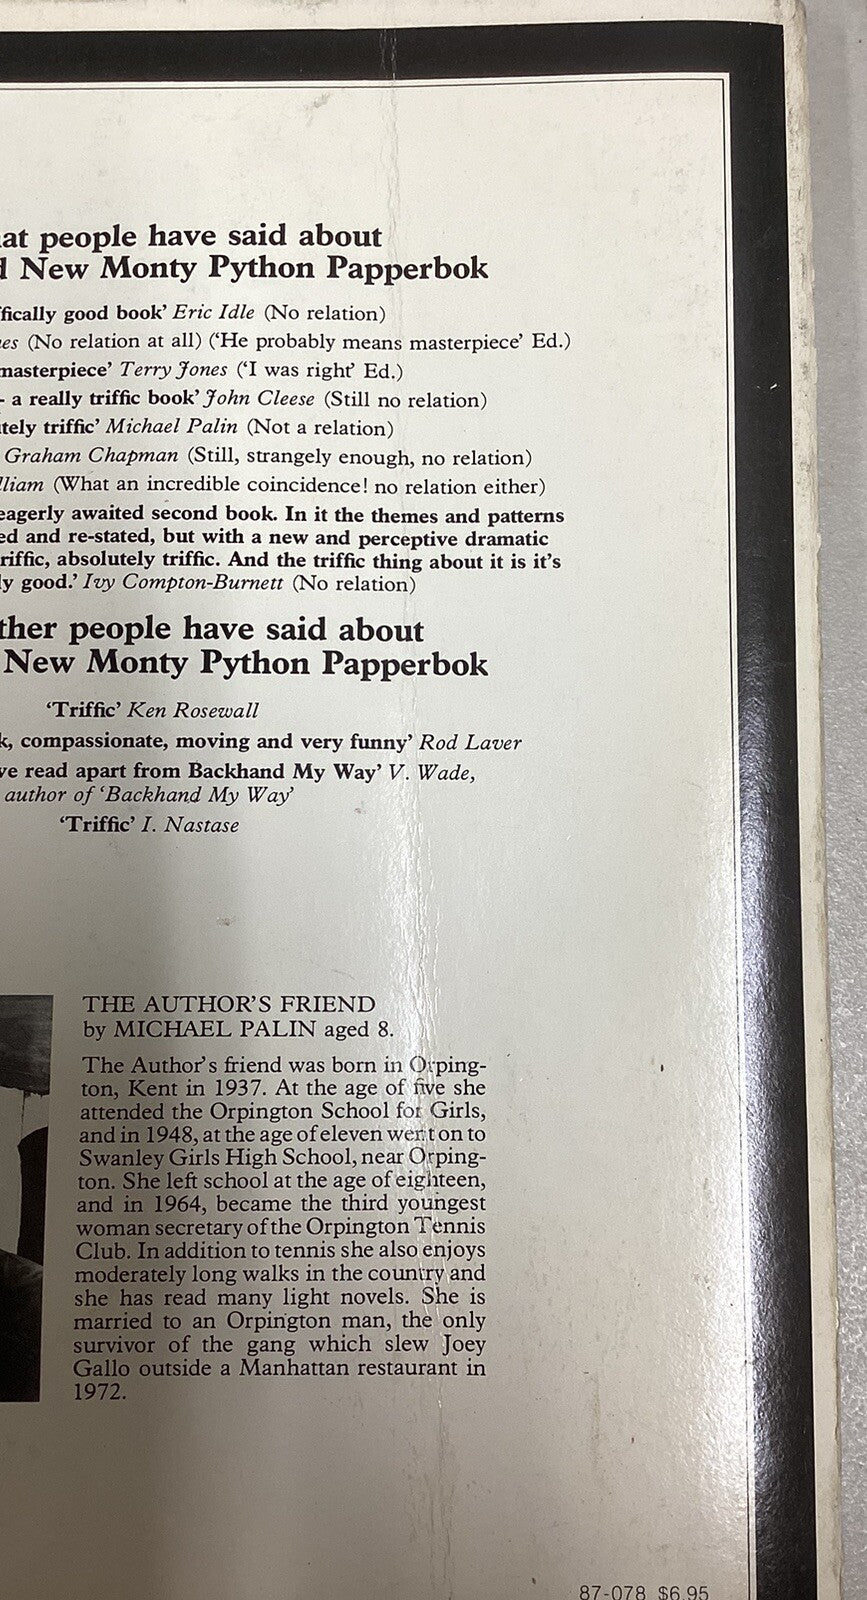 at people have said about
New Monty Python Papperbok
fically good book' Eric Idle (No relation)
es (No relation at all) ('He probably means masterpiece' Ed.)
masterpiece' Terry Jones ('I was right' Ed.)
- a really triffic book' John Cleese (Still no relation)
tely triffic' Michael Palin (Not a relation)
Graham Chapman (Still, strangely enough, no relation)
lliam (What an incredible coincidence! no relation either)
eagerly awaited second book. In it the themes and patterns
ed and re-stated, but with a new and perceptive dramatic
riffic, absolutely triffic. And the triffic thing about it is it's
ly good.' Ivy Compton-Burnett (No relation)
ther people have said about
New Monty Python Papperbok
'Triffic' Ken Rosewall
k, compassionate, moving and very funny' Rod Laver
ve read apart from Backhand My Way' V. Wade,
author of 'Backhand My Way'
'Triffic' I. Nastase
THE AUTHOR'S FRIEND
by MICHAEL PALIN aged 8.
The Author's friend was born in Orping-
ton, Kent in 1937. At the age of five she
attended the Orpington School for Girls,
and in 1948, at the age of eleven went on to
Swanley Girls High School, near Orping-
ton. She left school at the age of eighteen,
and in 1964, became the third youngest
woman secretary of the Orpington Tennis
Club. In addition to tennis she also enjoys
moderately long walks in the country and
she has read many light novels. She is
married to an Orpington man, the only
survivor of the gang which slew Joey
Gallo outside a Manhattan restaurant in
1972.
87-078 $6.95